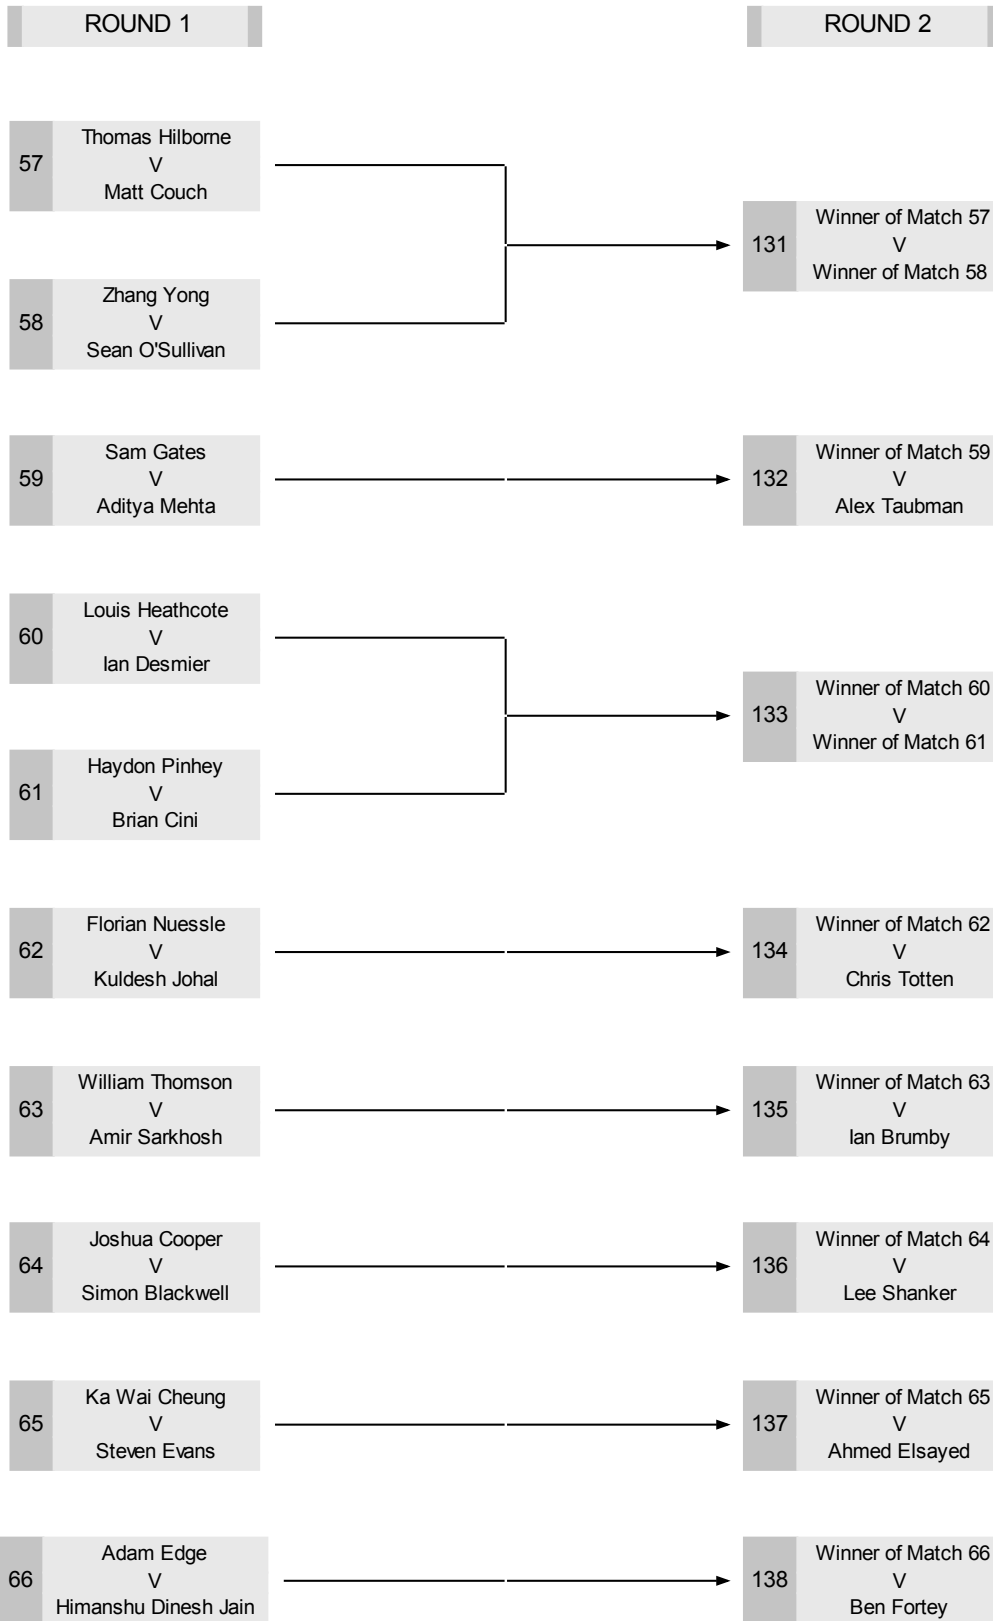 ROUND 1
ROUND 2
57
Thomas Hilborne
V
Matt Couch
131
Winner of Match 57
V
Winner of Match 58
58
Zhang Yong
V
Sean O'Sullivan
59
Sam Gates
V
Aditya Mehta
132
Winner of Match 59
V
Alex Taubman
60
Louis Heathcote
V
Ian Desmier
133
Winner of Match 60
V
Winner of Match 61
61
Haydon Pinhey
V
Brian Cini
62
Florian Nuessle
V
Kuldesh Johal
134
Winner of Match 62
V
Chris Totten
63
William Thomson
V
Amir Sarkhosh
135
Winner of Match 63
V
Ian Brumby
64
Joshua Cooper
V
Simon Blackwell
136
Winner of Match 64
V
Lee Shanker
65
Ka Wai Cheung
V
Steven Evans
137
Winner of Match 65
V
Ahmed Elsayed
66
Adam Edge
V
Himanshu Dinesh Jain
138
Winner of Match 66
V
Ben Fortey